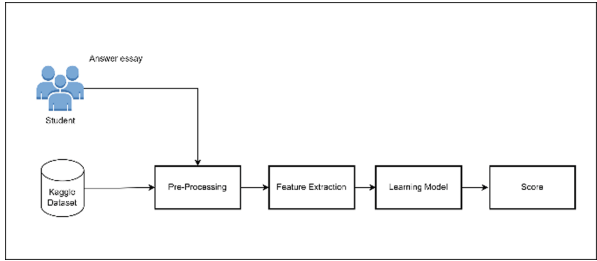 Answer essay
Student
Kaggle
Dataset
Pre-Processing
Feature Extraction
Learning Model
Score